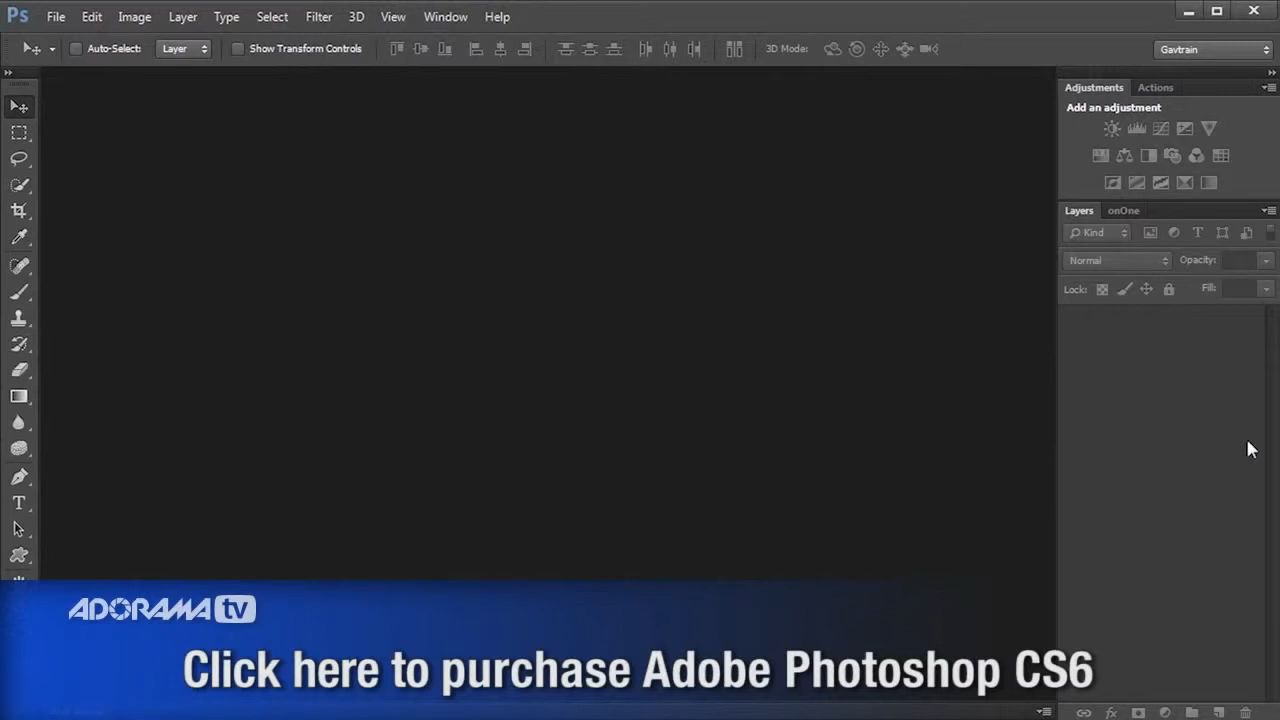 Ps File Edit Image Layer Type Select Filter 3D View Window Help
Auto-Select: Layer Show Transform Controls 3D Mode: Gavtrain
Adjustments Actions
Add an adjustment
Layers onOne
Kind T
Normal Opacity:
Lock: Fill:
T
ADORAMA tv
Click here to purchase Adobe Photoshop CS6
fx